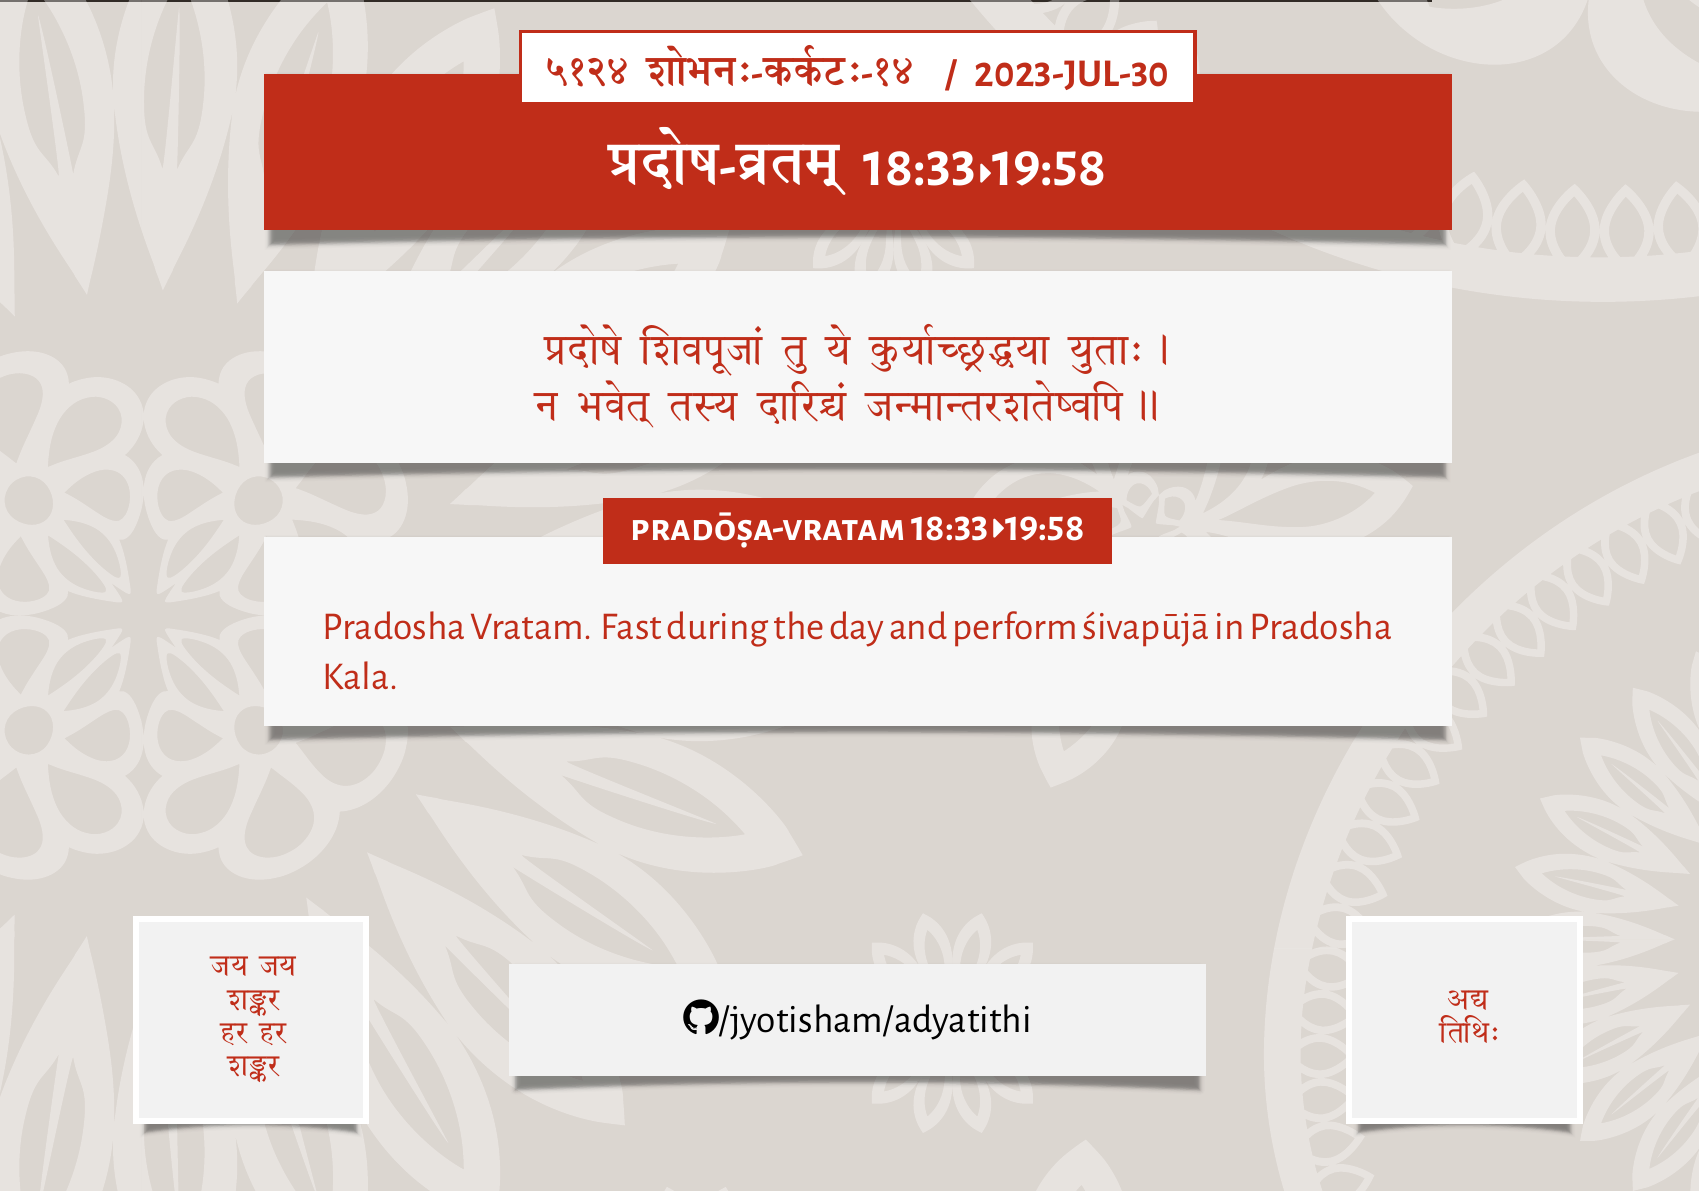 ५१२४ शोभनः-कर्कटः-१४ / 2023-JUL-30
प्रदोष-व्रतम् 18:33▸19:58
प्रदोषे शिवपूजां तु ये कुर्याच्छ्रद्धया युताः ।
न भवेत् तस्य दारिद्र्यं जन्मान्तरशतेष्वपि ॥
PRADŌṢA-VRATAM 18:33▸19:58
Pradosha Vratam. Fast during the day and perform śivapūjā in Pradosha
Kala.
जय जय
शङ्कर
हर हर
शङ्कर
/jyotisham/adyatithi
अद्य
तिथिः